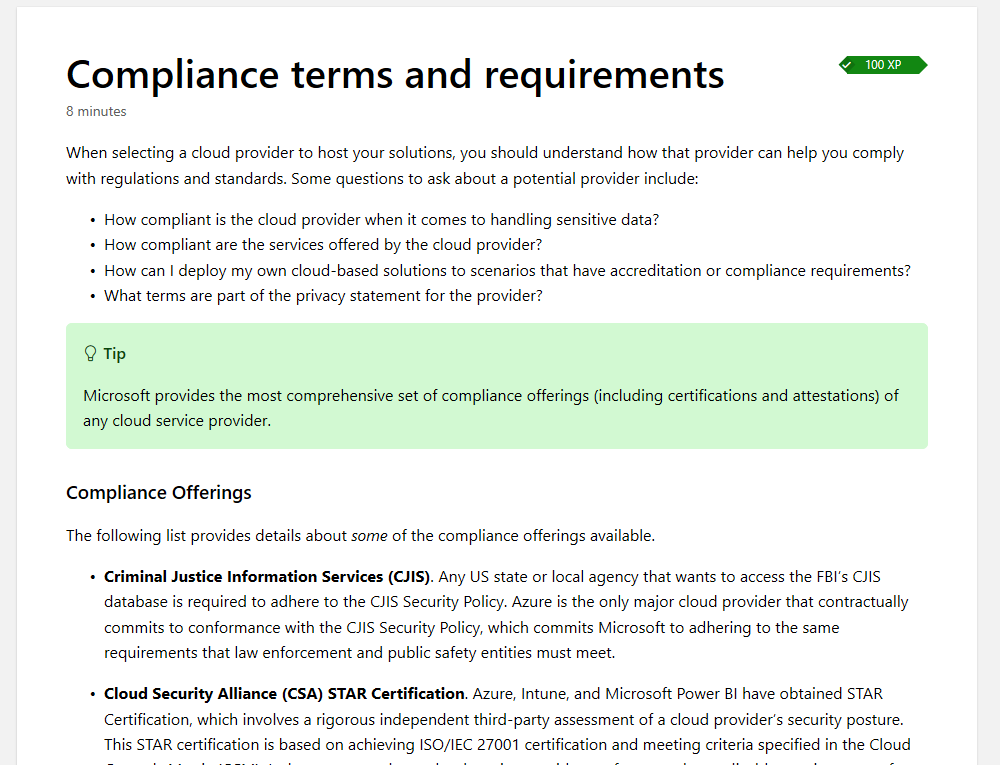 Compliance terms and requirements
100 XP
8 minutes
When selecting a cloud provider to host your solutions, you should understand how that provider can help you comply
with regulations and standards. Some questions to ask about a potential provider include:
• How compliant is the cloud provider when it comes to handling sensitive data?
• How compliant are the services offered by the cloud provider?
• How can I deploy my own cloud-based solutions to scenarios that have accreditation or compliance requirements?
• What terms are part of the privacy statement for the provider?
Tip
Microsoft provides the most comprehensive set of compliance offerings (including certifications and attestations) of
any cloud service provider.
Compliance Offerings
The following list provides details about some of the compliance offerings available.
• Criminal Justice Information Services (CJIS). Any US state or local agency that wants to access the FBI’s CJIS
database is required to adhere to the CJIS Security Policy. Azure is the only major cloud provider that contractually
commits to conformance with the CJIS Security Policy, which commits Microsoft to adhering to the same
requirements that law enforcement and public safety entities must meet.
• Cloud Security Alliance (CSA) STAR Certification. Azure, Intune, and Microsoft Power BI have obtained STAR
Certification, which involves a rigorous independent third-party assessment of a cloud provider’s security posture.
This STAR certification is based on achieving ISO/IEC 27001 certification and meeting criteria specified in the Cloud